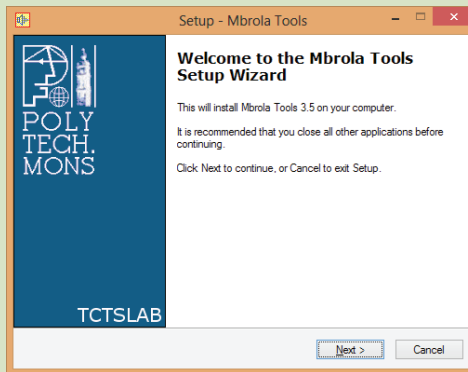 Setup - Mbrola Tools
POLY
TECH.
MONS
TCTSLAB
Welcome to the Mbrola Tools
Setup Wizard
This will install Mbrola Tools 3.5 on your computer.
It is recommended that you close all other applications before
continuing.
Click Next to continue, or Cancel to exit Setup.
Next >
Cancel